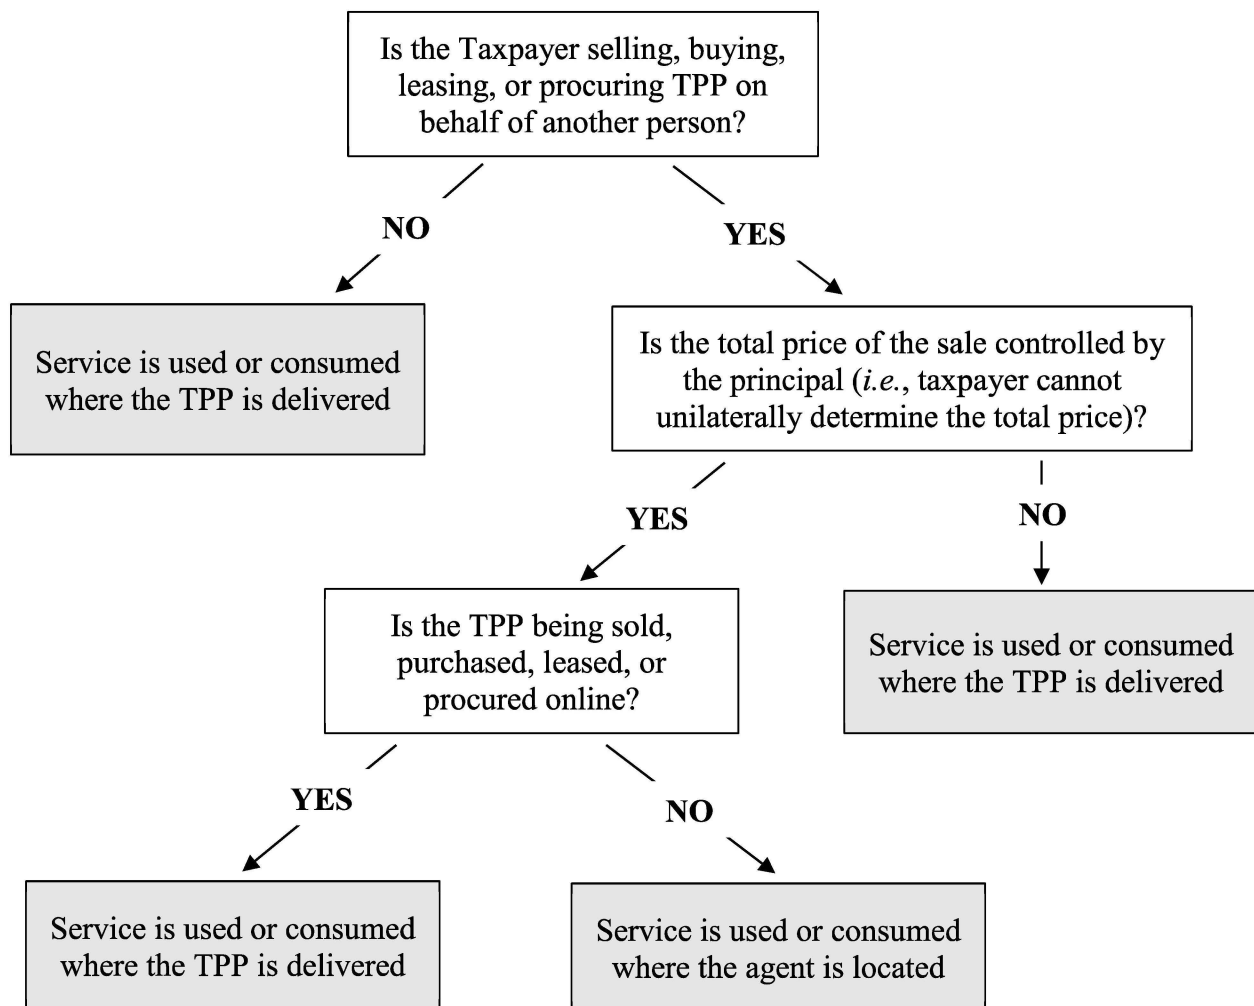 Is the Taxpayer selling, buying,
leasing, or procuring TPP on
behalf of another person?
NO
YES
Service is used or consumed
where the TPP is delivered
Is the total price of the sale controlled by
the principal (i.e., taxpayer cannot
unilaterally determine the total price)?
YES
NO
Is the TPP being sold,
purchased, leased, or
procured online?
Service is used or consumed
where the TPP is delivered
YES
NO
Service is used or consumed
where the TPP is delivered
Service is used or consumed
where the agent is located